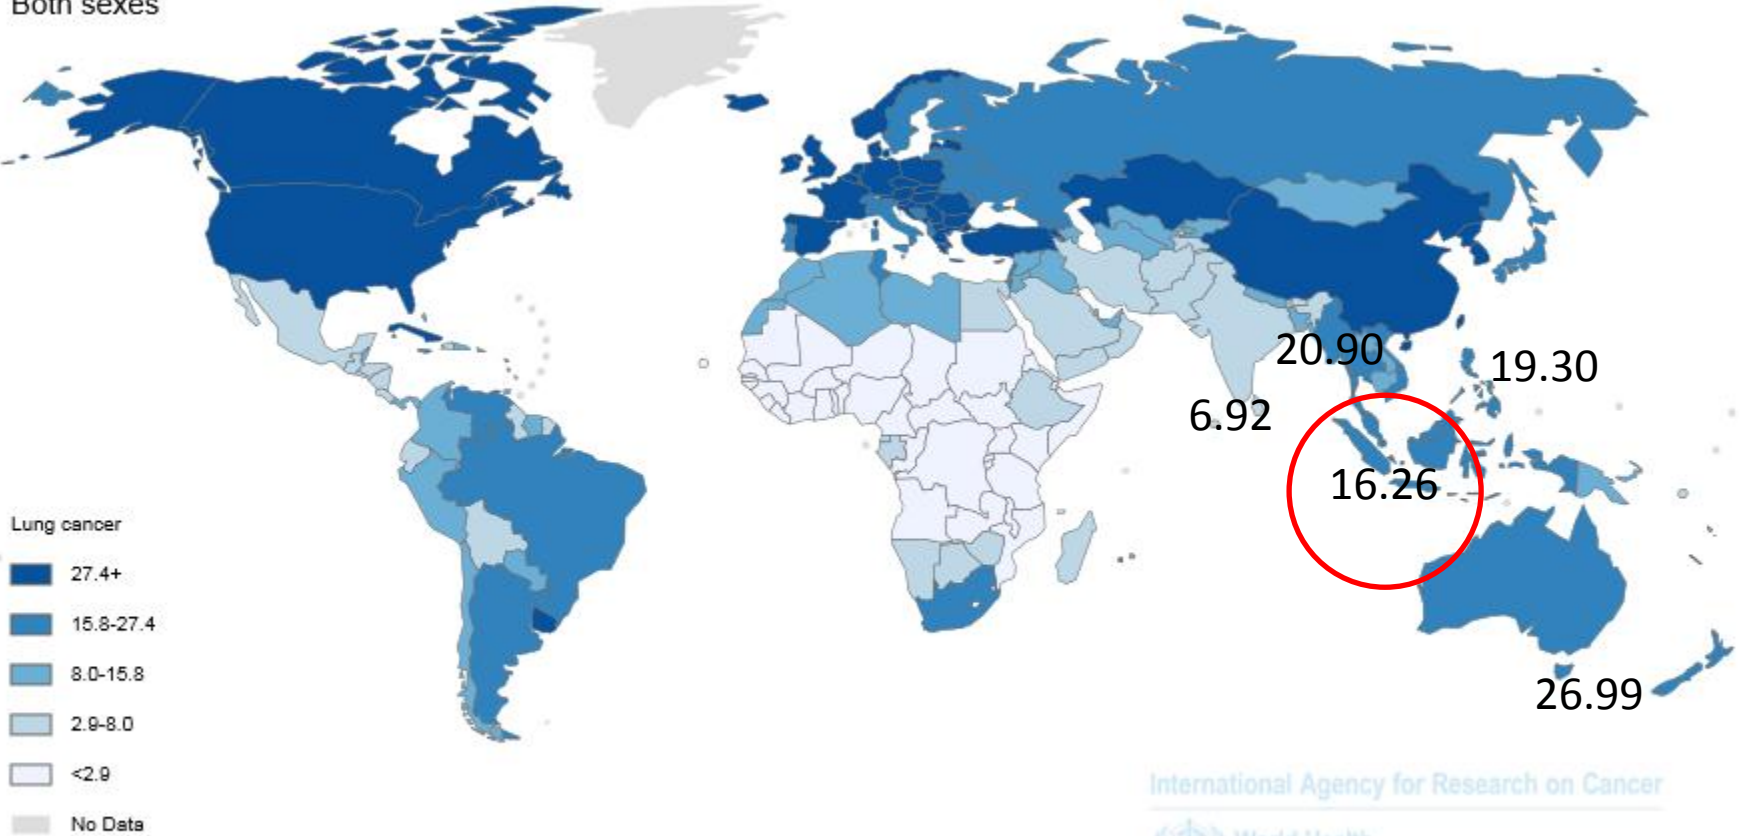 Both sexes
20.90
19.30
6.92
16.26
Lung cancer
27.4+
15.8-27.4
8.0-15.8
2.9-8.0
<2.9
No Data
26.99
International Agency for Research on Cancer
World Health